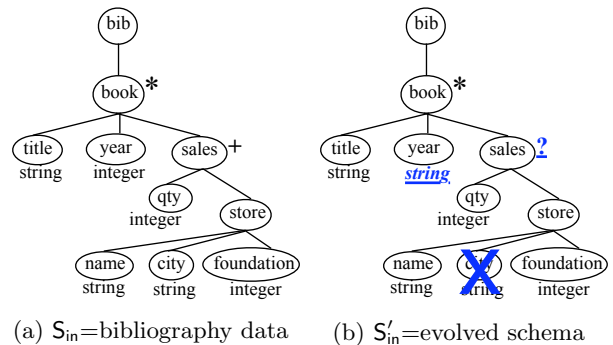 bib
book*
title year sales+
string integer
qty store
integer
name city foundation
string string integer
(a) Sin=bibliography data
bib
book*
title year sales?
string string
qty store
integer
name city foundation
string string integer
(b) S′in=evolved schema